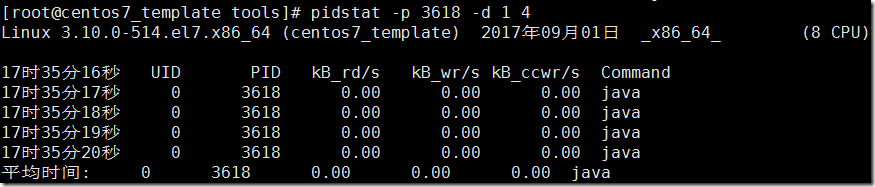 [root@centos7_template tools]# pidstat -p 3618 -d 1 4
Linux 3.10.0-514.el7.x86_64 (centos7_template) 2017年09月01日 _x86_64_ (8 CPU)
17时35分16秒 UID PID kB_rd/s kB_wr/s kB_ccwr/s Command
17时35分17秒 0 3618 0.00 0.00 0.00 java
17时35分18秒 0 3618 0.00 0.00 0.00 java
17时35分19秒 0 3618 0.00 0.00 0.00 java
17时35分20秒 0 3618 0.00 0.00 0.00 java
平均时间: 0 3618 0.00 0.00 0.00 java